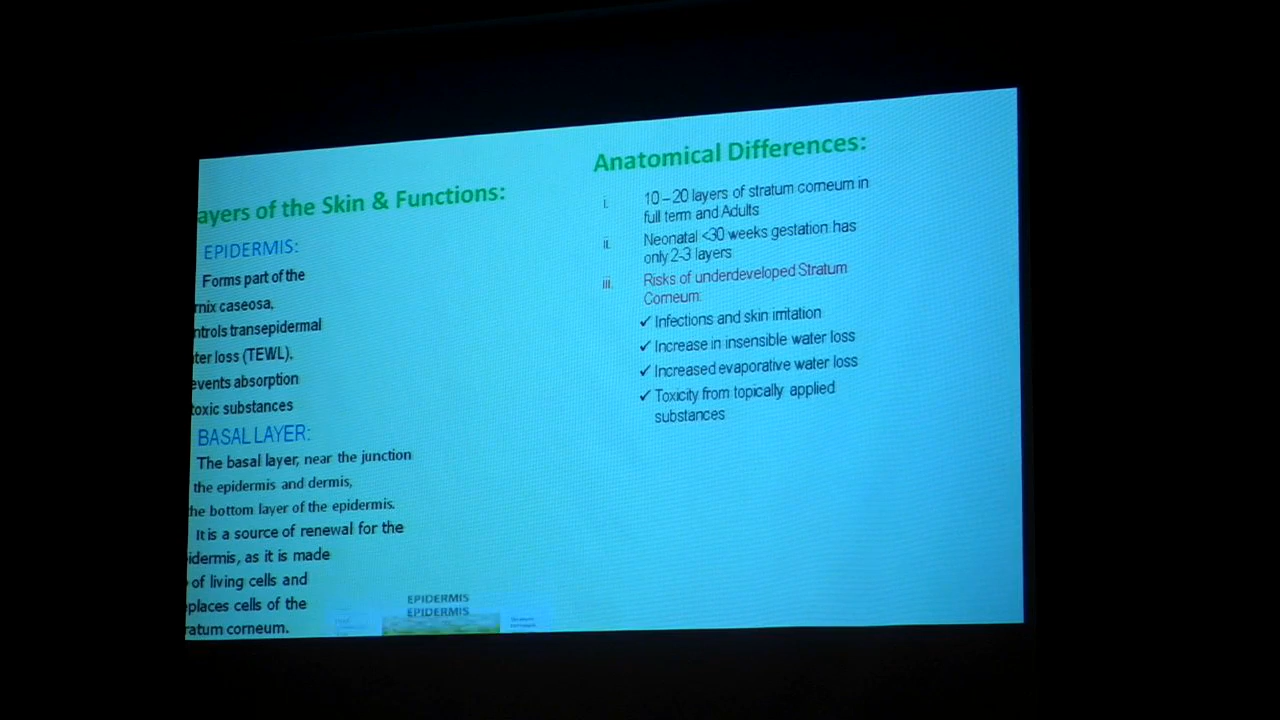 ayers of the Skin & Functions:
EPIDERMIS:
Forms part of the
rnix caseosa,
ntrols transepidermal
ter loss (TEWL),
events absorption
toxic substances
BASAL LAYER:
The basal layer, near the junction
the epidermis and dermis,
the bottom layer of the epidermis.
It is a source of renewal for the
idermis, as it is made
of living cells and
eplaces cells of the
ratum corneum.
EPIDERMIS
EPIDERMIS
Anatomical Differences:
i. 10 – 20 layers of stratum corneum in
full term and Adults
ii. Neonatal <30 weeks gestation has
only 2-3 layers
iii. Risks of underdeveloped Stratum
Corneum:
✓ Infections and skin irritation
✓ Increase in insensible water loss
✓ Increased evaporative water loss
✓ Toxicity from topically applied
substances